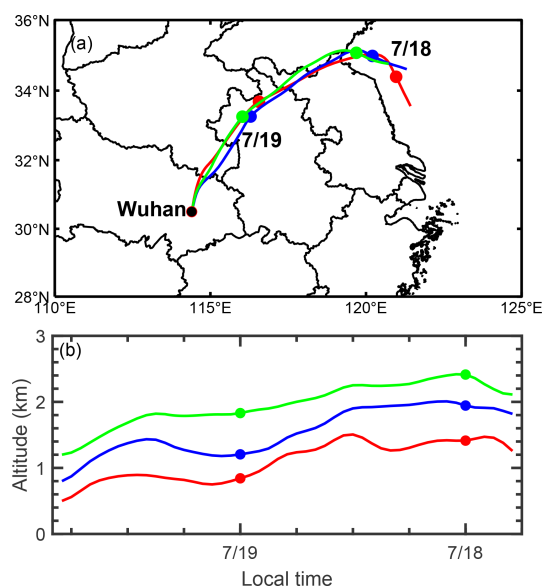 36°N
(a)
7/18
34°N
7/19
32°N
Wuhan
30°N
28°N
110°E
115°E
120°E
125°E
3
(b)
2
Altitude (km)
1
0
7/19
7/18
Local time